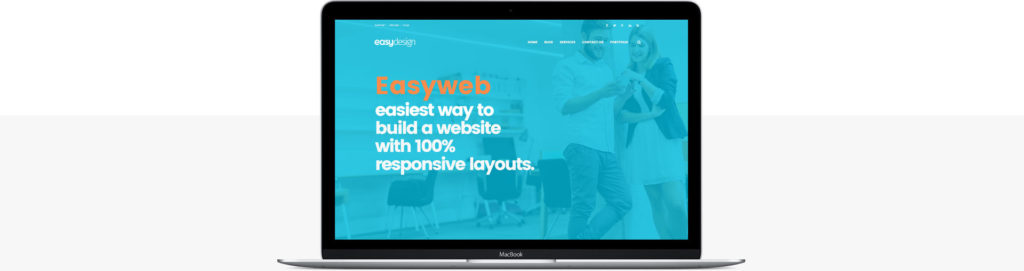 easydesign
HOME BLOG SERVICES CONTACT US PORTFOLIO
Easyweb
easiest way to
build a website
with 100%
responsive layouts.
MacBook